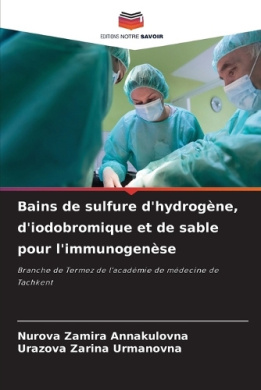 EDITIONS NOTRE SAVOIR
Bains de sulfure d'hydrogène,
d'iodobromique et de sable
pour l'immunogenèse
Branche de Termez de l'académie de médecine de
Tachkent
Nurova Zamira Annakulovna
Urazova Zarina Urmanovna